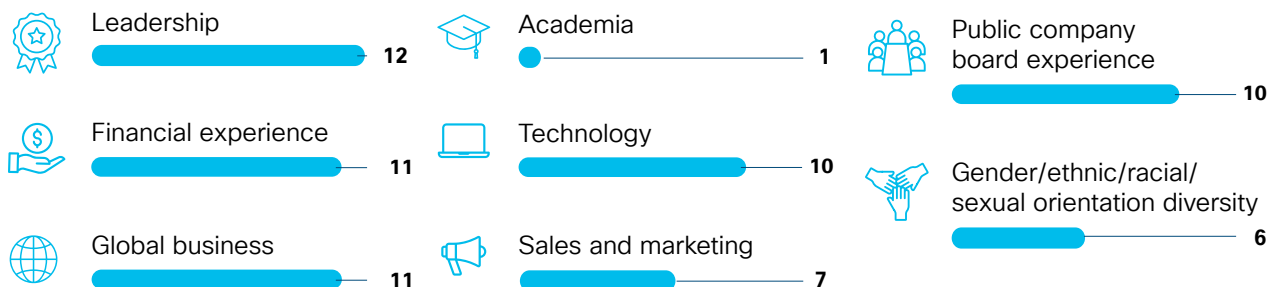 Leadership
12
Financial experience
11
Global business
11
Academia
1
Technology
10
Sales and marketing
7
Public company
board experience
10
Gender/ethnic/racial/
sexual orientation diversity
6
$